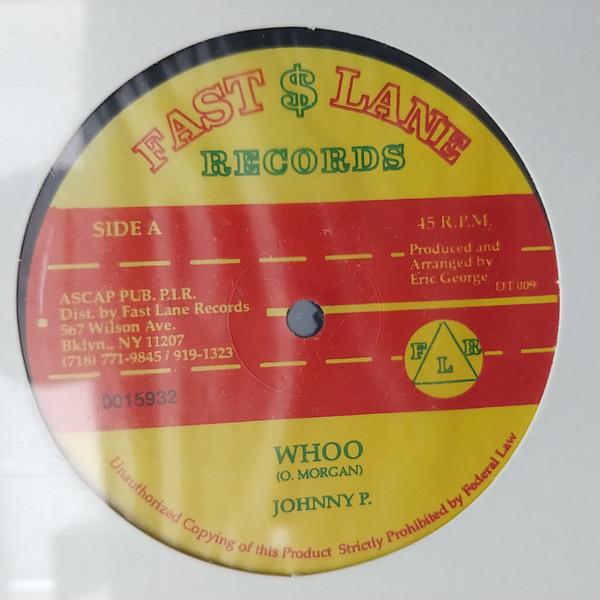 FAST $ LANE
RECORDS
SIDE A
45 R.P.M.
Produced and
Arranged by
Eric George
DT 009
ASCAP PUB. P.I.R.
Dist. by Fast Lane Records
567 Wilson Ave.
Bklvn., NY 11207
(718) 771-9845 / 919-1323
F L R
0015932
WHOO
(O. MORGAN)
JOHNNY P.
Unauthorized Copying of this Product Strictly Prohibited by Federal Law